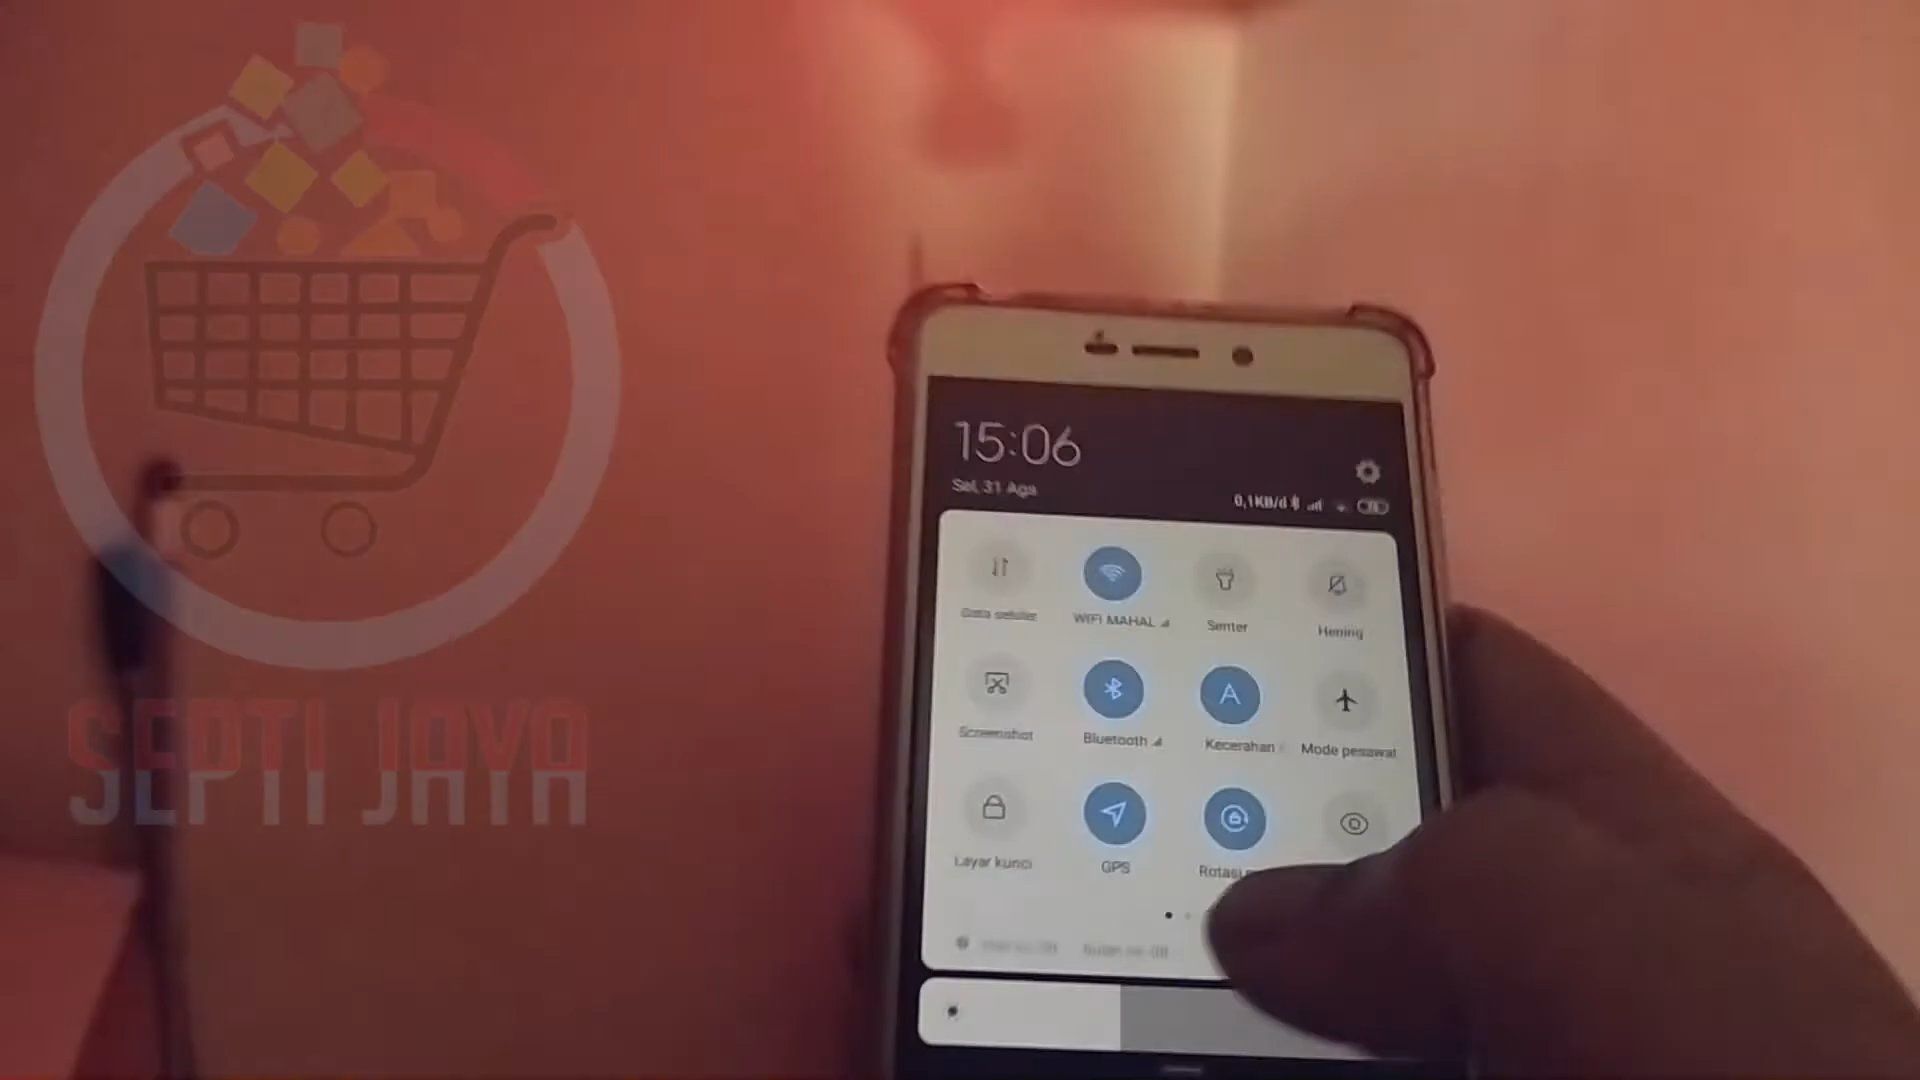 SEPTI JAYA
15:06
Sel, 31 Agu
0,1KB/d
Data seluler
WIFI MAHAL
Senter
Hening
Screenshot
Bluetooth
Kecerahan
Mode pesawat
Layar kunci
GPS
Rotasi